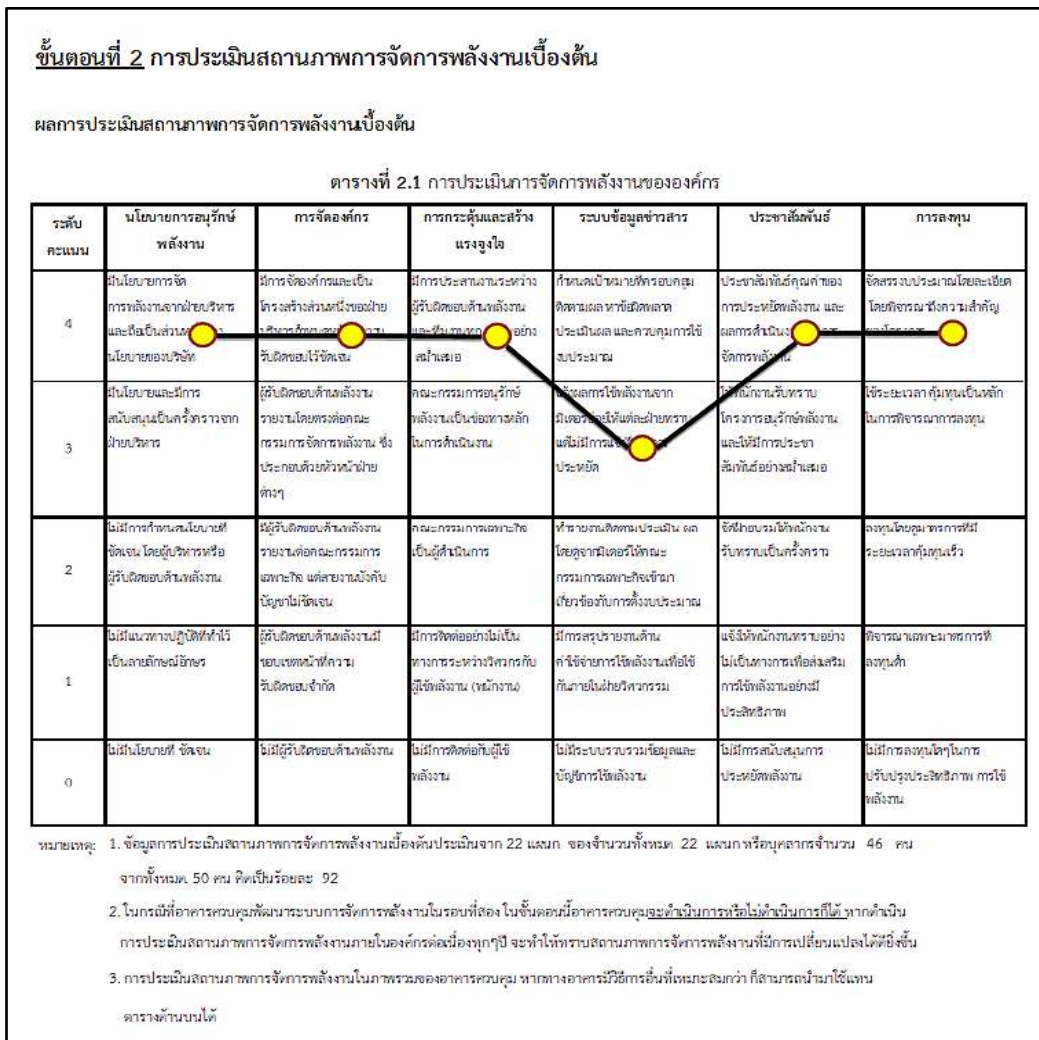 ขั้นตอนที่ 2 การประเมินสถานภาพการจัดการพลังงานเบื้องต้น
ผลการประเมินสถานภาพการจัดการพลังงานเบื้องต้น
ตารางที่ 2.1 การประเมินการจัดการพลังงานขององค์กร
ระดับ
คะแนน
นโยบายการอนุรักษ์
พลังงาน
การจัดองค์กร
การกระตุ้นและสร้าง
แรงจูงใจ
ระบบข้อมูลข่าวสาร
ประชาสัมพันธ์
การลงทุน
4
มีนโยบายการจัด
การพลังงานจากฝ่ายบริหาร
และถือเป็นส่วน
นโยบายของบริษัท
มีการจัดองค์กรและเป็น
โครงสร้างส่วนหนึ่งของฝ่าย
บริหารกำหนด
รับผิดชอบไว้ชัดเจน
มีการประสานงานระหว่าง
ผู้รับผิดชอบด้านพลังงาน
และทีมงาน อย่าง
สม่ำเสมอ
กำหนดเป้าหมายที่ครอบคลุม
ติดตามผล หาข้อผิดพลาด
ประเมินผล และควบคุมการใช้
งบประมาณ
ประชาสัมพันธ์คุณค่าของ
การประหยัดพลังงาน และ
ผลการดำเนิน
จัดการพลังงาน
จัดสรรงบประมาณโดยละเอียด
โดยพิจารณาถึงความสำคัญ
3
มีนโยบายและมีการ
สนับสนุนเป็นครั้งคราวจาก
ฝ่ายบริหาร
ผู้รับผิดชอบด้านพลังงาน
รายงานโดยตรงต่อคณะ
กรรมการจัดการพลังงาน ซึ่ง
ประกอบด้วยหัวหน้าฝ่าย
ต่างๆ
คณะกรรมการอนุรักษ์
พลังงานเป็นช่องทางหลัก
ในการดำเนินงาน
แจ้งผลการใช้พลังงานจาก
มิเตอร์ย่อยให้แต่ละฝ่ายทราบ
แต่ไม่มีการ
ประหยัด
ให้พนักงานรับทราบ
โครงการอนุรักษ์พลังงาน
และให้มีการประชา
สัมพันธ์อย่างสม่ำเสมอ
ใช้ระยะเวลาคุ้มทุนเป็นหลัก
ในการพิจารณาการลงทุน
2
ไม่มีการกำหนดนโยบายที่
ชัดเจน โดยผู้บริหารหรือ
ผู้รับผิดชอบด้านพลังงาน
มีผู้รับผิดชอบด้านพลังงาน
รายงานต่อคณะกรรมการ
เฉพาะกิจ แต่สายงานบังคับ
บัญชาไม่ชัดเจน
คณะกรรมการเฉพาะกิจ
เป็นผู้ดำเนินการ
ทำรายงานติดตามประเมิน ผล
โดยดูจากมิเตอร์ให้คณะ
กรรมการเฉพาะกิจเข้ามา
เกี่ยวข้องกับการตั้งงบประมาณ
จัดฝึกอบรมให้พนักงาน
รับทราบเป็นครั้งคราว
ลงทุนโดยดูมาตรการที่มี
ระยะเวลาคุ้มทุนเร็ว
1
ไม่มีแนวทางปฏิบัติที่ทำไว้
เป็นลายลักษณ์อักษร
ผู้รับผิดชอบด้านพลังงานมี
ขอบเขตหน้าที่ความ
รับผิดชอบจำกัด
มีการติดต่ออย่างไม่เป็น
ทางการระหว่างวิศวกรกับ
ผู้ใช้พลังงาน (พนักงาน)
มีการสรุปรายงานด้าน
ค่าใช้จ่ายการใช้พลังงานเพื่อใช้
กันภายในฝ่ายวิศวกรรม
แจ้งให้พนักงานทราบอย่าง
ไม่เป็นทางการเพื่อส่งเสริม
การใช้พลังงานอย่างมี
ประสิทธิภาพ
พิจารณาเฉพาะมาตรการที่
ลงทุนต่ำ
0
ไม่มีนโยบายที่ ชัดเจน
ไม่มีผู้รับผิดชอบด้านพลังงาน
ไม่มีการติดต่อกับผู้ใช้
พลังงาน
ไม่มีระบบรวบรวมข้อมูลและ
บัญชีการใช้พลังงาน
ไม่มีการสนับสนุนการ
ประหยัดพลังงาน
ไม่มีการลงทุนใดๆในการ
ปรับปรุงประสิทธิภาพ การใช้
พลังงาน
หมายเหตุ: 1. ข้อมูลการประเมินสถานภาพการจัดการพลังงานเบื้องต้นประเมินจาก 22 แผนก ของจำนวนทั้งหมด 22 แผนก หรือบุคลากรจำนวน 46 คน
จากทั้งหมด 50 คน คิดเป็นร้อยละ 92
2. ในกรณีที่อาคารควบคุมพัฒนาระบบการจัดการพลังงานในรอบที่สอง ในขั้นตอนนี้อาคารควบคุมจะดำเนินการหรือไม่ดำเนินการก็ได้ หากดำเนิน
การประเมินสถานภาพการจัดการพลังงานภายในองค์กรต่อเนื่องทุกๆปี จะทำให้ทราบสถานภาพการจัดการพลังงานที่มีการเปลี่ยนแปลงได้ดียิ่งขึ้น
3. การประเมินสถานภาพการจัดการพลังงานในภาพรวมของอาคารควบคุม หากทางอาคารมีวิธีการอื่นที่เหมาะสมกว่า ก็สามารถนำมาใช้แทน
ตารางด้านบนได้